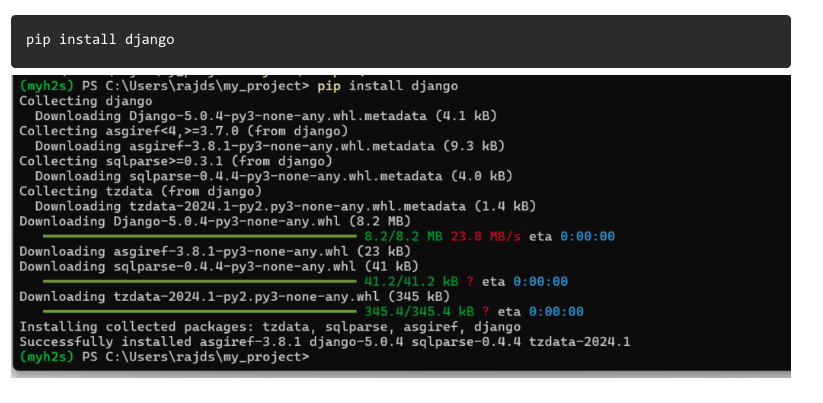 pip install django
(myh2s) PS C:\Users\rajds\my_project> pip install django
Collecting django
Downloading Django-5.0.4-py3-none-any.whl.metadata (4.1 kB)
Collecting asgiref<4,>=3.7.0 (from django)
Downloading asgiref-3.8.1-py3-none-any.whl.metadata (9.3 kB)
Collecting sqlparse>=0.3.1 (from django)
Downloading sqlparse-0.4.4-py3-none-any.whl.metadata (4.0 kB)
Collecting tzdata (from django)
Downloading tzdata-2024.1-py2.py3-none-any.whl.metadata (1.4 kB)
Downloading Django-5.0.4-py3-none-any.whl (8.2 MB)
8.2/8.2 MB 23.8 MB/s eta 0:00:00
Downloading asgiref-3.8.1-py3-none-any.whl (23 kB)
Downloading sqlparse-0.4.4-py3-none-any.whl (41 kB)
41.2/41.2 kB ? eta 0:00:00
Downloading tzdata-2024.1-py2.py3-none-any.whl (345 kB)
345.4/345.4 kB ? eta 0:00:00
Installing collected packages: tzdata, sqlparse, asgiref, django
Successfully installed asgiref-3.8.1 django-5.0.4 sqlparse-0.4.4 tzdata-2024.1
(myh2s) PS C:\Users\rajds\my_project>